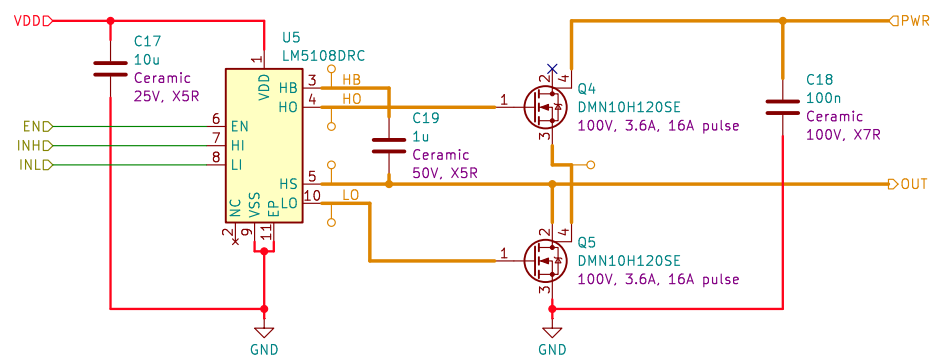 VDD
PWR
C17
10u
Ceramic
25V, X5R
U5
LM5108DRC
1
VDD
HB
3
HB
HO
4
HO
EN
6
EN
INH
7
HI
INL
8
LI
HS
5
LO
10
LO
NC
2
VSS
9
EP
11
C19
1u
Ceramic
50V, X5R
2
4
1
3
Q4
DMN10H120SE
100V, 3.6A, 16A pulse
C18
100n
Ceramic
100V, X7R
OUT
2
4
1
3
Q5
DMN10H120SE
100V, 3.6A, 16A pulse
GND
GND